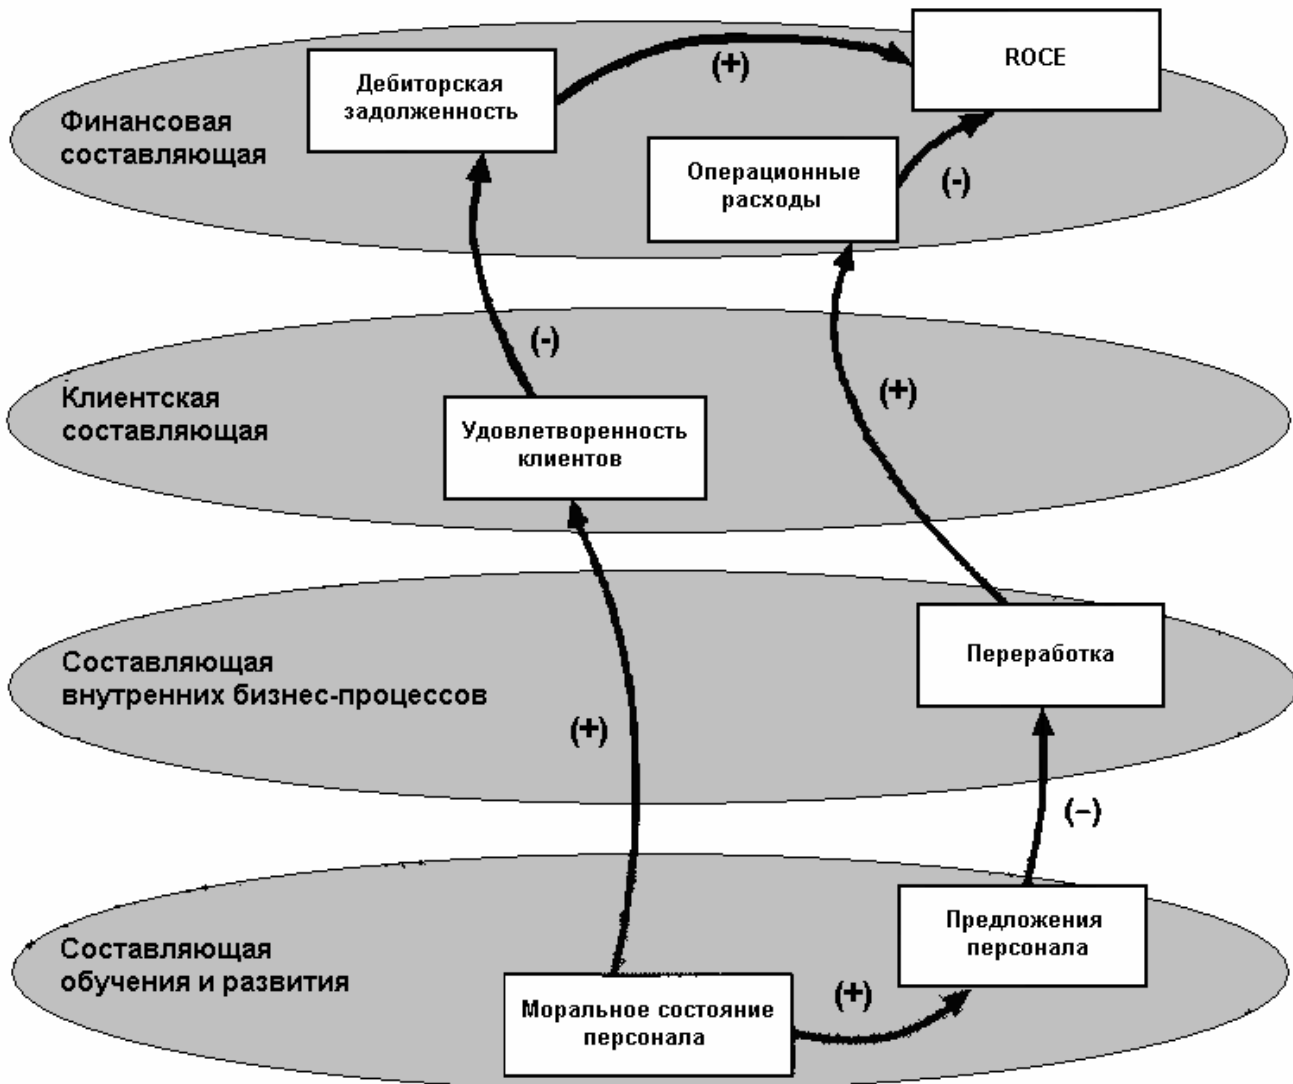 ROCE
Дебиторская
задолженность
(+)
Финансовая
составляющая
Операционные
расходы
(-)
(-)
Клиентская
составляющая
(+)
Удовлетворенность
клиентов
Составляющая
внутренних бизнес-процессов
Переработка
(+)
(–)
Составляющая
обучения и развития
Предложения
персонала
Моральное состояние
персонала
(+)